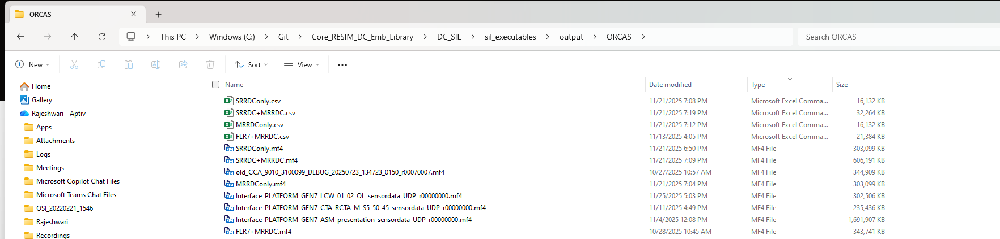 ORCAS
This PC > Windows (C:) > Git > Core_RESIM_DC_Emb_Library > DC_SIL > sil_executables > output > ORCAS >
Search ORCAS
New
Sort
View
Home
Gallery
Rajeshwari - Aptiv
Apps
Attachments
Logs
Meetings
Microsoft Copilot Chat Files
Microsoft Teams Chat Files
OSI_20220221_1546
Rajeshwari
Recordings
Name Date modified Type Size
SRRDConly.csv 11/21/2025 7:08 PM Microsoft Excel Comma... 16,132 KB
SRRDC+MRRDC.csv 11/21/2025 7:19 PM Microsoft Excel Comma... 32,264 KB
MRRDConly.csv 11/21/2025 7:12 PM Microsoft Excel Comma... 16,132 KB
FLR7+MRRDC.csv 11/13/2025 4:05 PM Microsoft Excel Comma... 21,384 KB
SRRDConly.mf4 11/21/2025 6:50 PM MF4 File 303,099 KB
SRRDC+MRRDC.mf4 11/21/2025 7:09 PM MF4 File 606,191 KB
old_CCA_9010_3100099_DEBUG_20250723_134723_0150_r00070007.mf4 10/27/2025 10:57 AM MF4 File 344,909 KB
MRRDConly.mf4 11/21/2025 7:04 PM MF4 File 303,099 KB
Interface_PLATFORM_GEN7_LCW_01_02_OL_sensordata_UDP_r00000000.mf4 11/25/2025 5:03 PM MF4 File 302,506 KB
Interface_PLATFORM_GEN7_CTA_RCTA_M_S5_50_45_sensordata_UDP_r00000000.mf4 11/11/2025 4:49 PM MF4 File 235,436 KB
Interface_PLATFORM_GEN7_ASM_presentation_sensordata_UDP_r00000000.mf4 11/4/2025 12:08 PM MF4 File 1,691,907 KB
FLR7+MRRDC.mf4 10/28/2025 10:45 AM MF4 File 343,741 KB